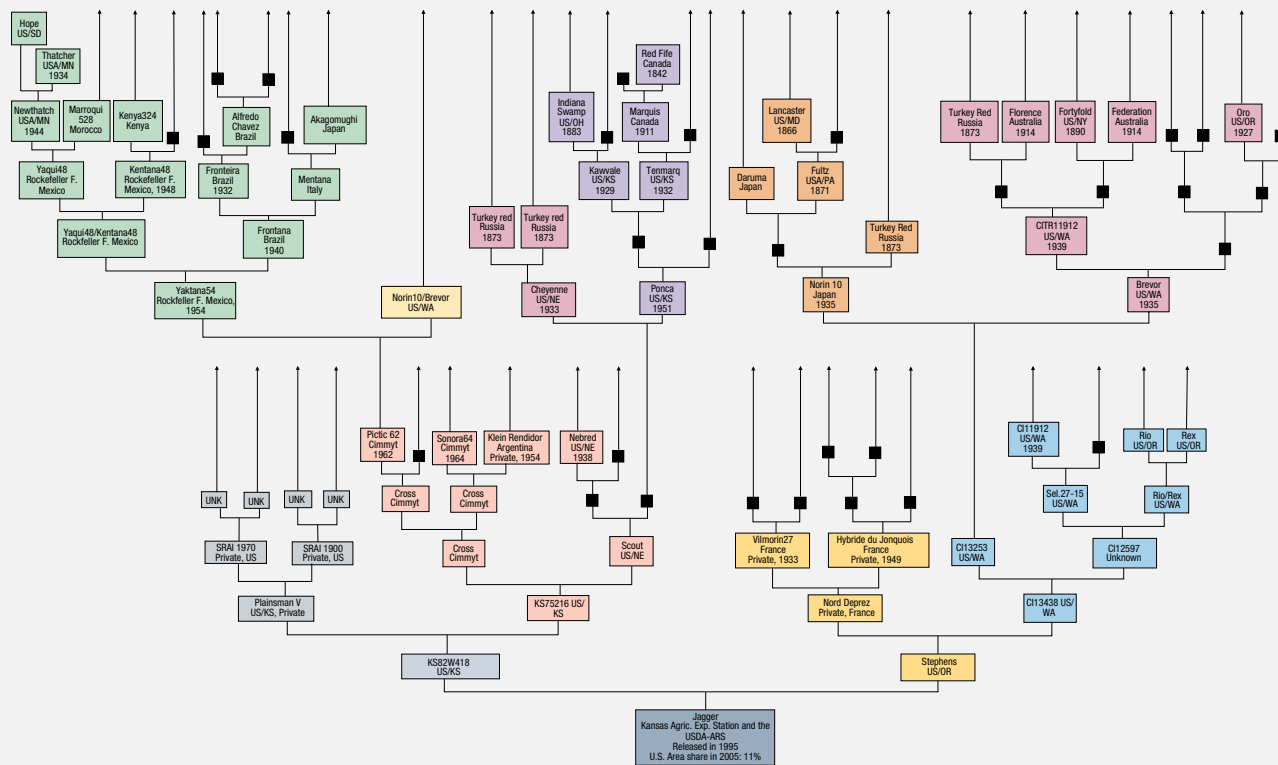 Hope
US/SD
Thatcher
USA/MN
1934
Newthatch
USA/MN
1944
Marroqui
528
Morocco
Kenya324
Kenya
Alfredo
Chavez
Brazil
Akagomughi
Japan
Yaqui48
Rockefeller F.
Mexico
Kentana48
Rockefeller F.
Mexico, 1948
Fronteira
Brazil
1932
Mentana
Italy
Yaqui48/Kentana48
Rockfeller F. Mexico
Frontana
Brazil
1940
Yaktana54
Rockfeller F. Mexico,
1954
Norin10/Brevor
US/WA
Red Fife
Canada
1842
Indiana
Swamp
US/OH
1883
Marquis
Canada
1911
Kawvale
US/KS
1929
Tenmarq
US/KS
1932
Turkey red
Russia
1873
Turkey red
Russia
1873
Cheyenne
US/NE
1933
Ponca
US/KS
1951
Lancaster
US/MD
1866
Daruma
Japan
Fultz
USA/PA
1871
Turkey Red
Russia
1873
Norin 10
Japan
1935
Turkey Red
Russia
1873
Florence
Australia
1914
Fortyfold
US/NY
1890
Federation
Australia
1914
Oro
US/OR
1927
CITR11912
US/WA
1939
Brevor
US/WA
1935
Pictic 62
Cimmyt
1962
Sonora64
Cimmyt
1964
Klein Rendidor
Argentina
Private, 1954
Nebred
US/NE
1938
UNK
UNK
UNK
UNK
Cross
Cimmyt
Cross
Cimmyt
SRAI 1970
Private, US
SRAI 1900
Private, US
Cross
Cimmyt
Scout
US/NE
Plainsman V
US/KS, Private
KS75216 US/
KS
CI11912
US/WA
1939
Rio
US/OR
Rex
US/OR
Sel.27-15
US/WA
Rio/Rex
US/WA
Vilmorin27
France
Private, 1933
Hybride du Jonquois
France
Private, 1949
CI13253
US/WA
CI12597
Unknown
Nord Deprez
Private, France
CI13438 US/
WA
KS82W418
US/KS
Stephens
US/OR
Jagger
Kansas Agric. Exp. Station and the
USDA-ARS
Released in 1995
U.S. Area share in 2005: 11%